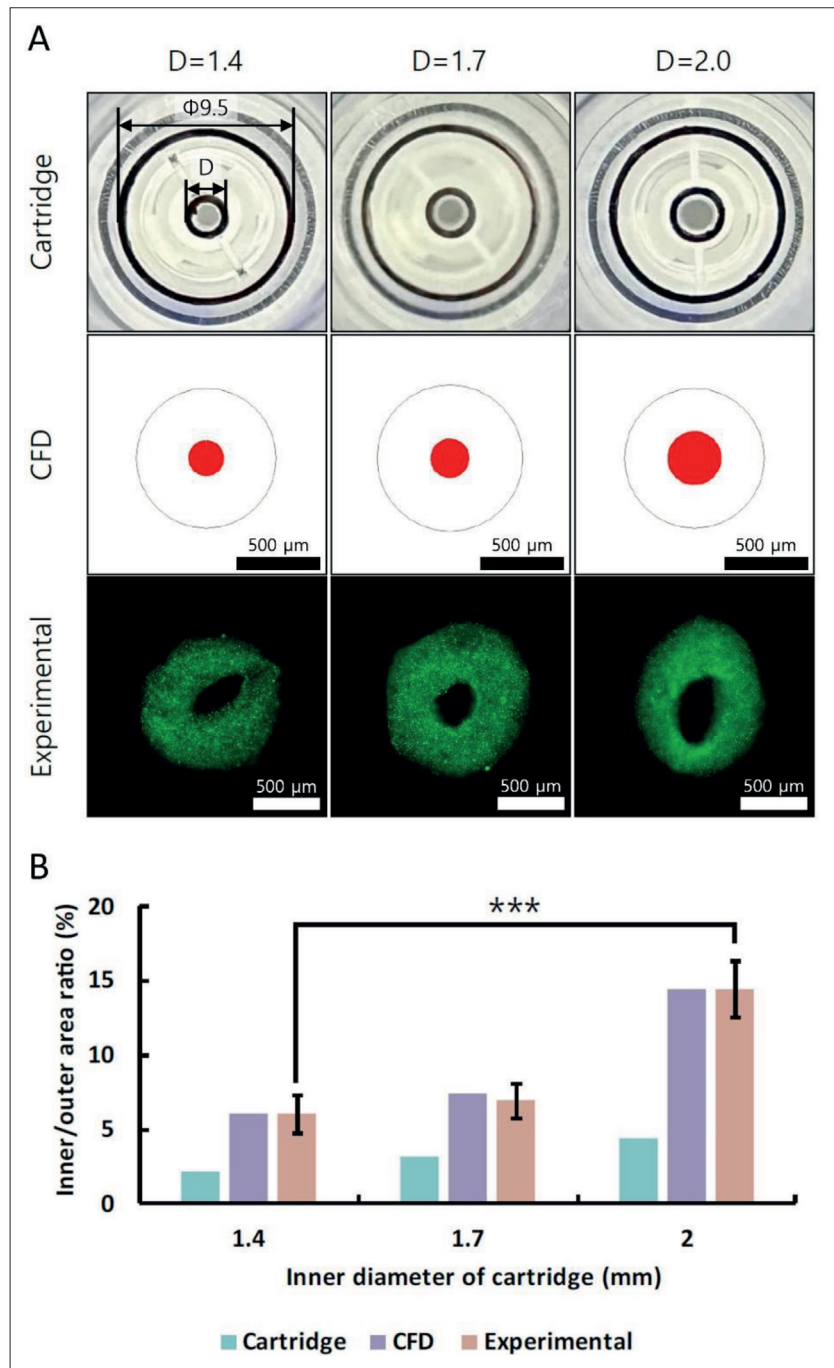 A
D=1.4 D=1.7 D=2.0
Φ9.5
D
Cartridge
CFD
500 µm 500 µm 500 µm
Experimental
500 µm 500 µm 500 µm
B
***
Inner/outer area ratio (%)
20
15
10
5
0
1.4 1.7 2
Inner diameter of cartridge (mm)
Cartridge CFD Experimental